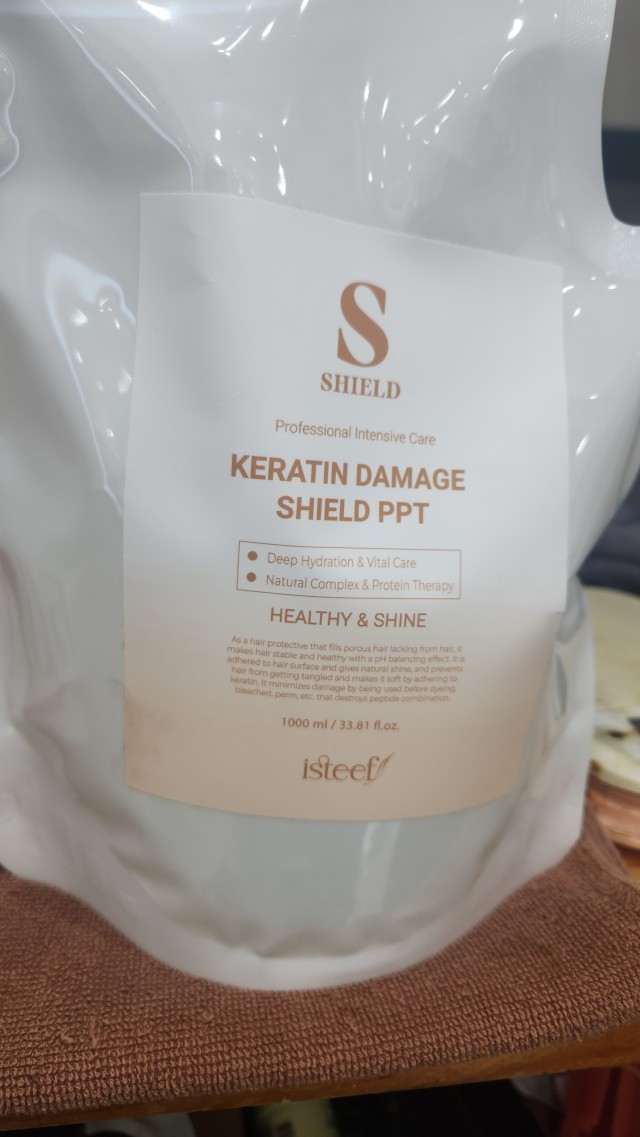 S
SHIELD
Professional Intensive Care
KERATIN DAMAGE
SHIELD PPT
Deep Hydration & Vital Care
Natural Complex & Protein Therapy
HEALTHY & SHINE
As a hair protective that fills porous hair lacking from hair, it
makes hair stable and healthy with a pH balancing effect. It is
adhered to hair surface and gives natural shine, and prevents
hair from getting tangled and makes it soft by adhering to
keratin. It minimizes damage by being used before dyeing,
bleached, perm, etc. that destroys peptide combination.
1000 ml / 33.81 fl.oz.
isteef